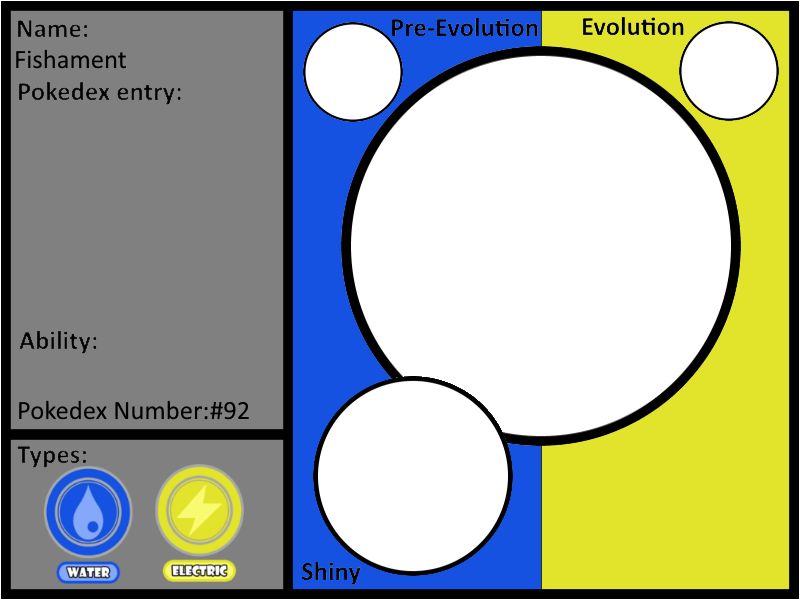 Name:
Fishament
Pokedex entry:
Ability:
Pokedex Number:#92
Types:
WATER
ELECTRIC
Pre-Evolution
Evolution
Shiny